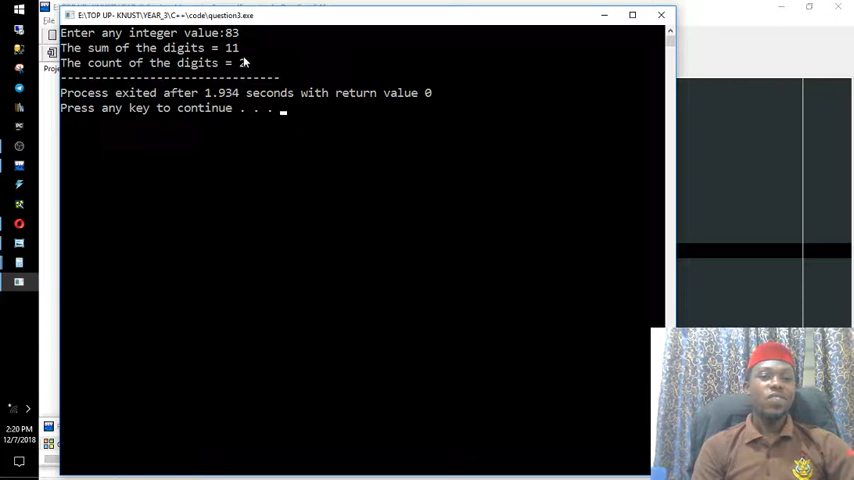 E:\TOP UP- KNUST\YEAR_3\C++\code\question3.exe
Enter any integer value:83
The sum of the digits = 11
The count of the digits = 2
--------------------------------
Process exited after 1.934 seconds with return value 0
Press any key to continue . . .
File
Proje
2:20 PM
12/7/2018